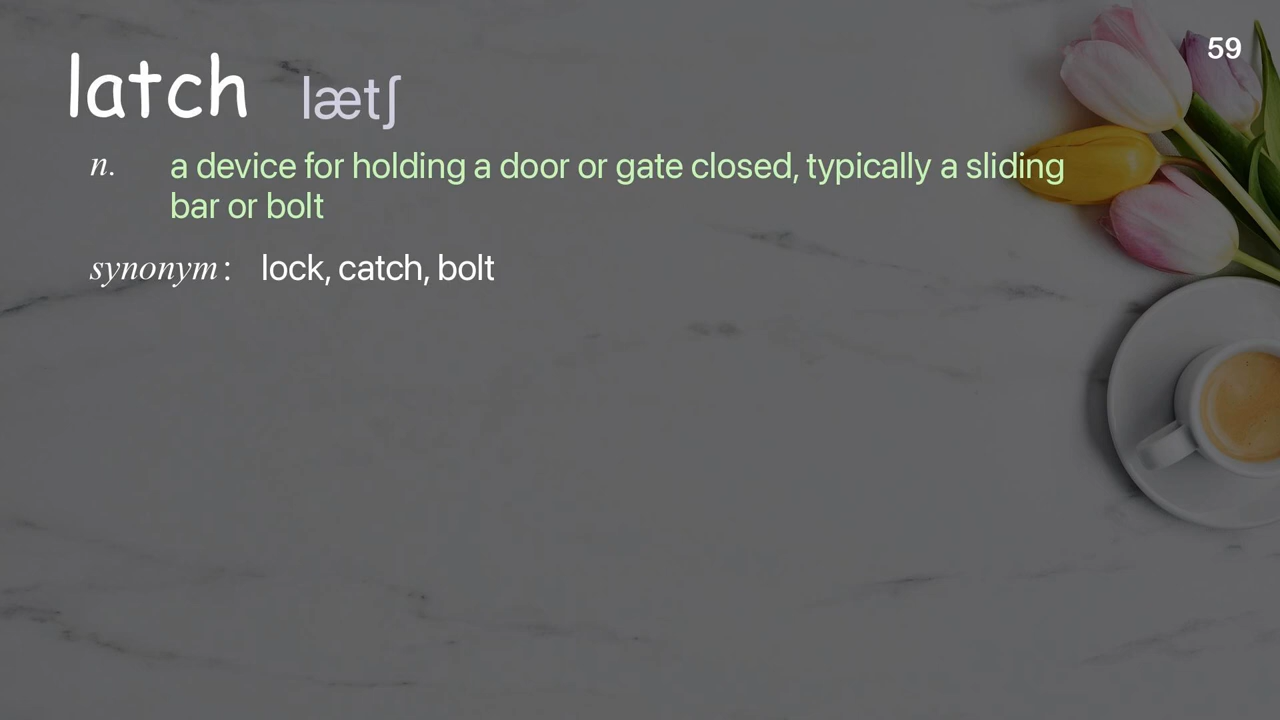 59
latch lætʃ
n. a device for holding a door or gate closed, typically a sliding
bar or bolt
synonym: lock, catch, bolt